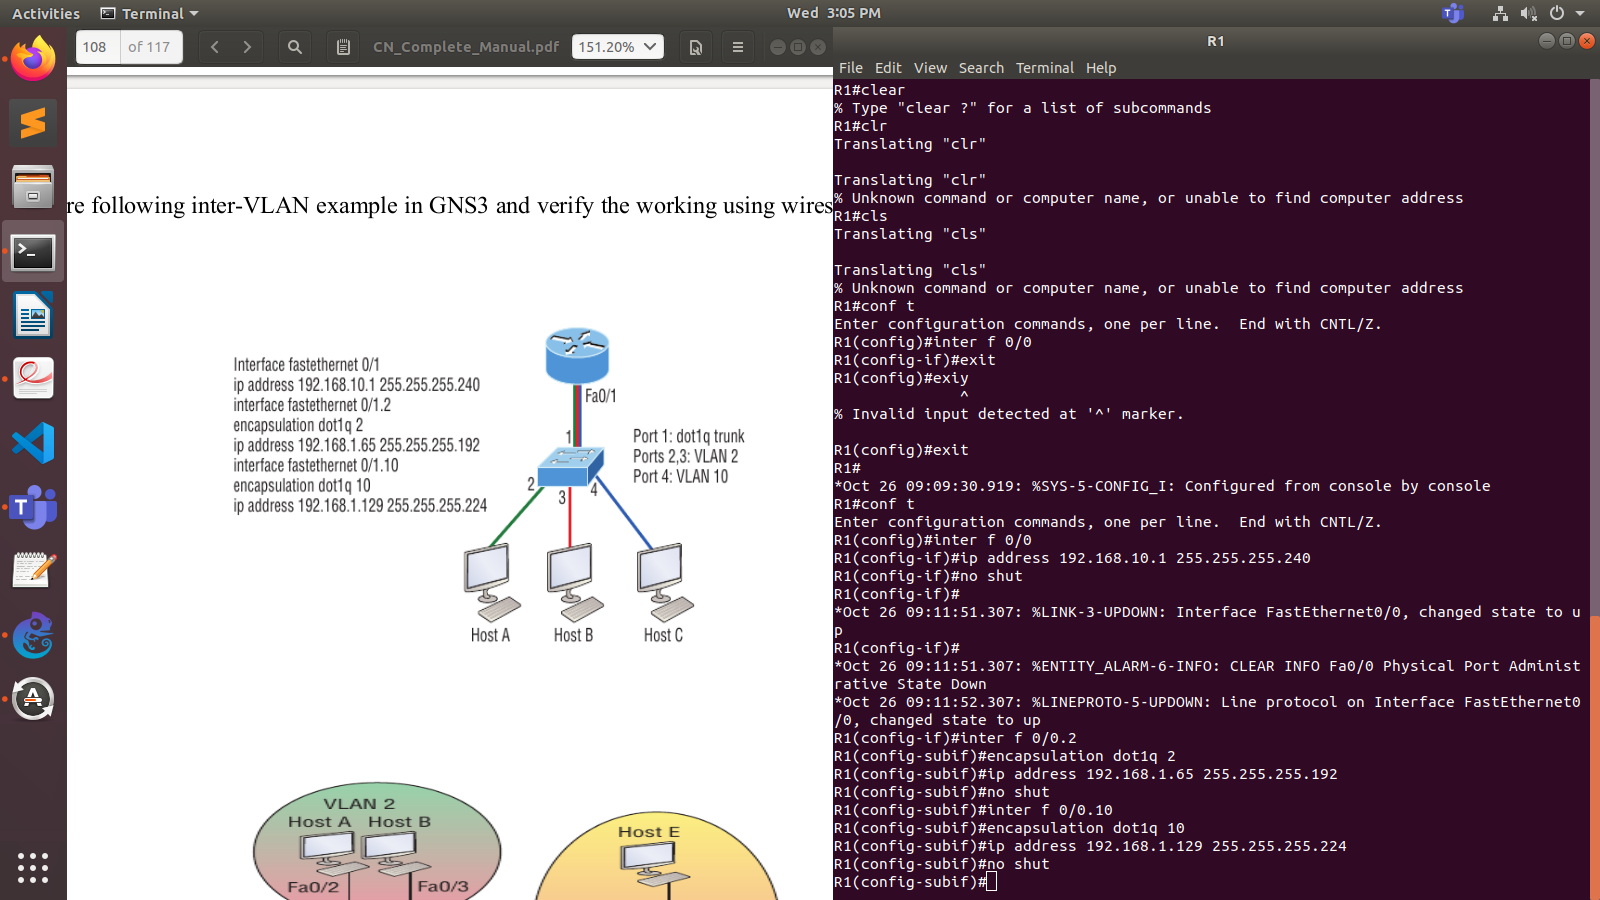 Activities
Terminal
Wed 3:05 PM
108 of 117
CN_Complete_Manual.pdf
151.20%
re following inter-VLAN example in GNS3 and verify the working using wires
Interface fastethernet 0/1
ip address 192.168.10.1 255.255.255.240
interface fastethernet 0/1.2
encapsulation dot1q 2
ip address 192.168.1.65 255.255.255.192
interface fastethernet 0/1.10
encapsulation dot1q 10
ip address 192.168.1.129 255.255.255.224
Fa0/1
1
Port 1: dot1q trunk
Ports 2,3: VLAN 2
Port 4: VLAN 10
2
3
4
Host A
Host B
Host C
VLAN 2
Host A Host B
Fa0/2
Fa0/3
Host E
R1
File Edit View Search Terminal Help
R1#clear
% Type "clear ?" for a list of subcommands
R1#clr
Translating "clr"
Translating "clr"
% Unknown command or computer name, or unable to find computer address
R1#cls
Translating "cls"
Translating "cls"
% Unknown command or computer name, or unable to find computer address
R1#conf t
Enter configuration commands, one per line.  End with CNTL/Z.
R1(config)#inter f 0/0
R1(config-if)#exit
R1(config)#exiy
^
% Invalid input detected at '^' marker.
R1(config)#exit
R1#
*Oct 26 09:09:30.919: %SYS-5-CONFIG_I: Configured from console by console
R1#conf t
Enter configuration commands, one per line.  End with CNTL/Z.
R1(config)#inter f 0/0
R1(config-if)#ip address 192.168.10.1 255.255.255.240
R1(config-if)#no shut
R1(config-if)#
*Oct 26 09:11:51.307: %LINK-3-UPDOWN: Interface FastEthernet0/0, changed state to u
p
R1(config-if)#
*Oct 26 09:11:51.307: %ENTITY_ALARM-6-INFO: CLEAR INFO Fa0/0 Physical Port Administ
rative State Down
*Oct 26 09:11:52.307: %LINEPROTO-5-UPDOWN: Line protocol on Interface FastEthernet0
/0, changed state to up
R1(config-if)#inter f 0/0.2
R1(config-subif)#encapsulation dot1q 2
R1(config-subif)#ip address 192.168.1.65 255.255.255.192
R1(config-subif)#no shut
R1(config-subif)#inter f 0/0.10
R1(config-subif)#encapsulation dot1q 10
R1(config-subif)#ip address 192.168.1.129 255.255.255.224
R1(config-subif)#no shut
R1(config-subif)#